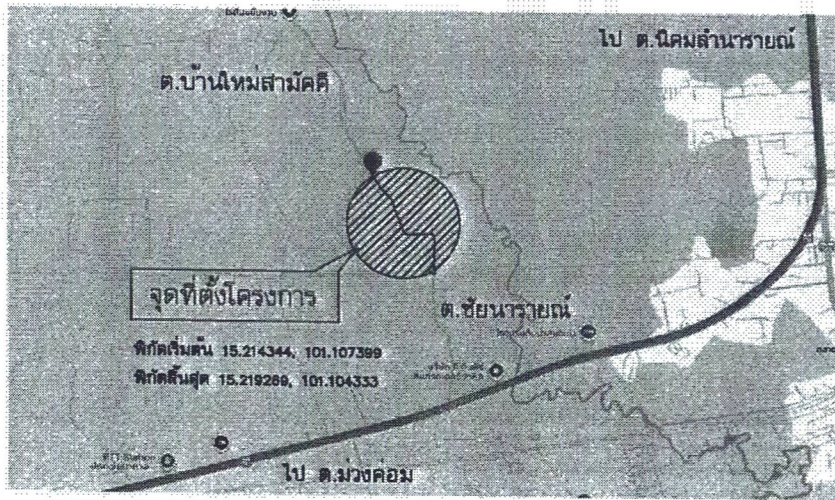 ไป ต.นิคมลำนารายณ์
ต.บ้านใหม่สามัคคี
จุดที่ตั้งโครงการ
ต.ชัยนารายณ์
พิกัดเริ่มต้น 15.214344, 101.107399
พิกัดสิ้นสุด 15.219289, 101.104333
PTT Station
ไป ต.ม่วงค่อม